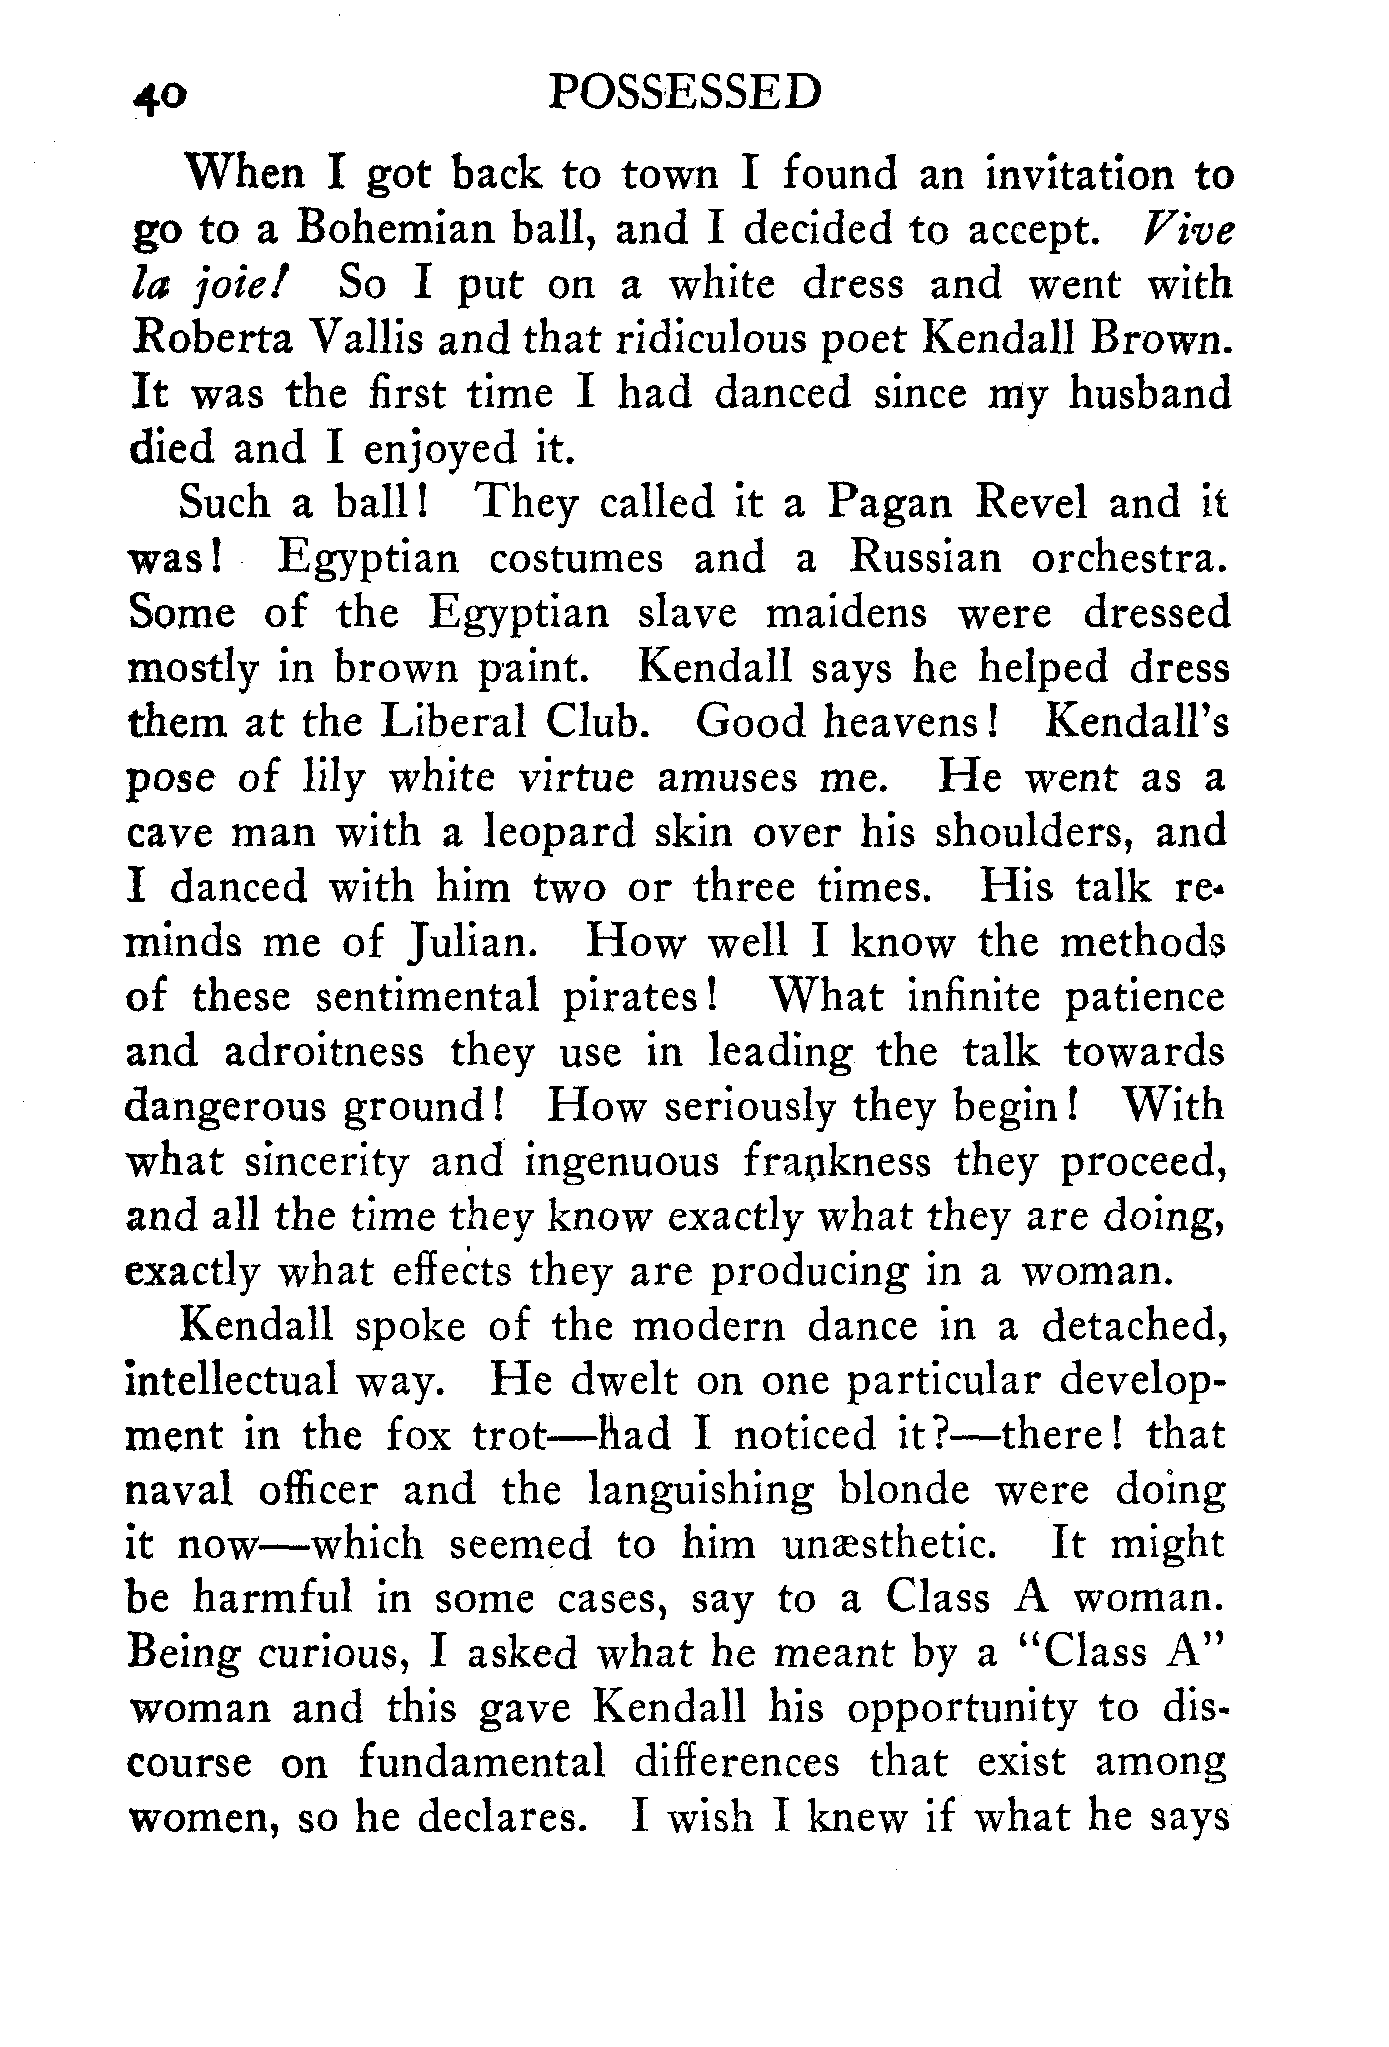 40 POSSESSED
When I got back to town I found an invitation to
go to a Bohemian ball, and I decided to accept. Vive
la joie! So I put on a white dress and went with
Roberta Vallis and that ridiculous poet Kendall Brown.
It was the first time I had danced since my husband
died and I enjoyed it.
Such a ball! They called it a Pagan Revel and it
was! Egyptian costumes and a Russian orchestra.
Some of the Egyptian slave maidens were dressed
mostly in brown paint. Kendall says he helped dress
them at the Liberal Club. Good heavens! Kendall's
pose of lily white virtue amuses me. He went as a
cave man with a leopard skin over his shoulders, and
I danced with him two or three times. His talk re-
minds me of Julian. How well I know the methods
of these sentimental pirates! What infinite patience
and adroitness they use in leading the talk towards
dangerous ground! How seriously they begin! With
what sincerity and ingenuous frankness they proceed,
and all the time they know exactly what they are doing,
exactly what effects they are producing in a woman.
Kendall spoke of the modern dance in a detached,
intellectual way. He dwelt on one particular develop-
ment in the fox trot—had I noticed it?—there! that
naval officer and the languishing blonde were doing
it now—which seemed to him unæsthetic. It might
be harmful in some cases, say to a Class A woman.
Being curious, I asked what he meant by a "Class A"
woman and this gave Kendall his opportunity to dis-
course on fundamental differences that exist among
women, so he declares. I wish I knew if what he says